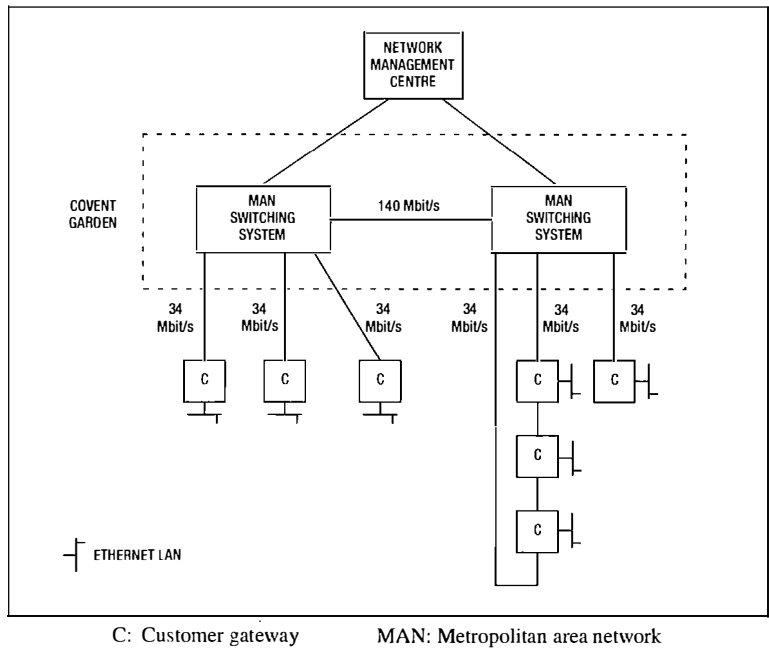 NETWORK
MANAGEMENT
CENTRE
COVENT
GARDEN
MAN
SWITCHING
SYSTEM
140 Mbit/s
MAN
SWITCHING
SYSTEM
34
Mbit/s
34
Mbit/s
34
Mbit/s
34
Mbit/s
34
Mbit/s
34
Mbit/s
C
C
C
C
C
C
C
ETHERNET LAN
C: Customer gateway
MAN: Metropolitan area network